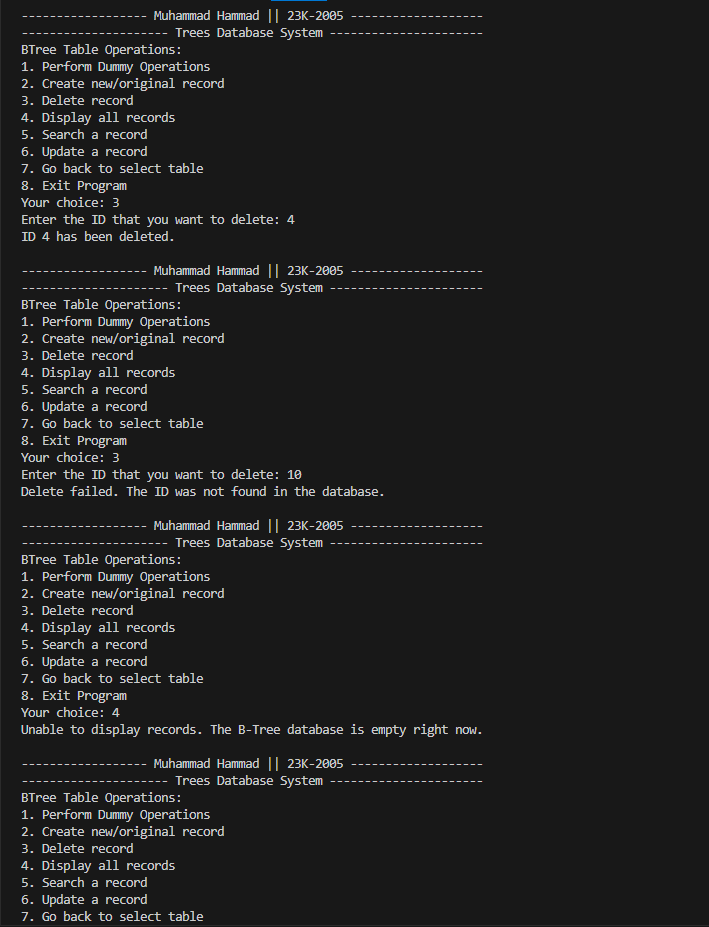 ------------------ Muhammad Hammad || 23K-2005 -------------------
--------------------- Trees Database System ----------------------
BTree Table Operations:
1. Perform Dummy Operations
2. Create new/original record
3. Delete record
4. Display all records
5. Search a record
6. Update a record
7. Go back to select table
8. Exit Program
Your choice: 3
Enter the ID that you want to delete: 4
ID 4 has been deleted.

------------------ Muhammad Hammad || 23K-2005 -------------------
--------------------- Trees Database System ----------------------
BTree Table Operations:
1. Perform Dummy Operations
2. Create new/original record
3. Delete record
4. Display all records
5. Search a record
6. Update a record
7. Go back to select table
8. Exit Program
Your choice: 3
Enter the ID that you want to delete: 10
Delete failed. The ID was not found in the database.

------------------ Muhammad Hammad || 23K-2005 -------------------
--------------------- Trees Database System ----------------------
BTree Table Operations:
1. Perform Dummy Operations
2. Create new/original record
3. Delete record
4. Display all records
5. Search a record
6. Update a record
7. Go back to select table
8. Exit Program
Your choice: 4
Unable to display records. The B-Tree database is empty right now.

------------------ Muhammad Hammad || 23K-2005 -------------------
--------------------- Trees Database System ----------------------
BTree Table Operations:
1. Perform Dummy Operations
2. Create new/original record
3. Delete record
4. Display all records
5. Search a record
6. Update a record
7. Go back to select table